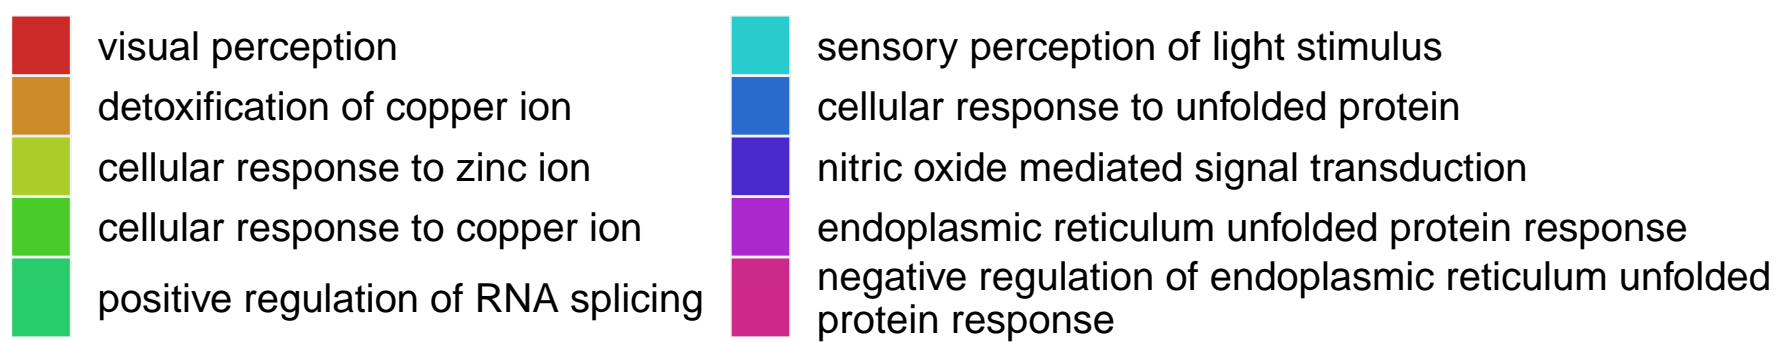 visual perception
detoxification of copper ion
cellular response to zinc ion
cellular response to copper ion
positive regulation of RNA splicing
sensory perception of light stimulus
cellular response to unfolded protein
nitric oxide mediated signal transduction
endoplasmic reticulum unfolded protein response
negative regulation of endoplasmic reticulum unfolded
protein response